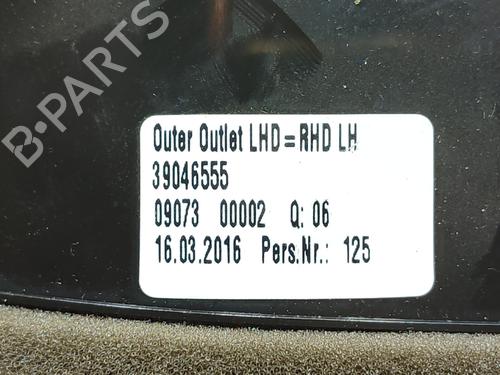 Outer Outlet LHD=RHD LH
39046555
09073 00002 Q: 06
16.03.2016 Pers.Nr.: 125
B-PARTS